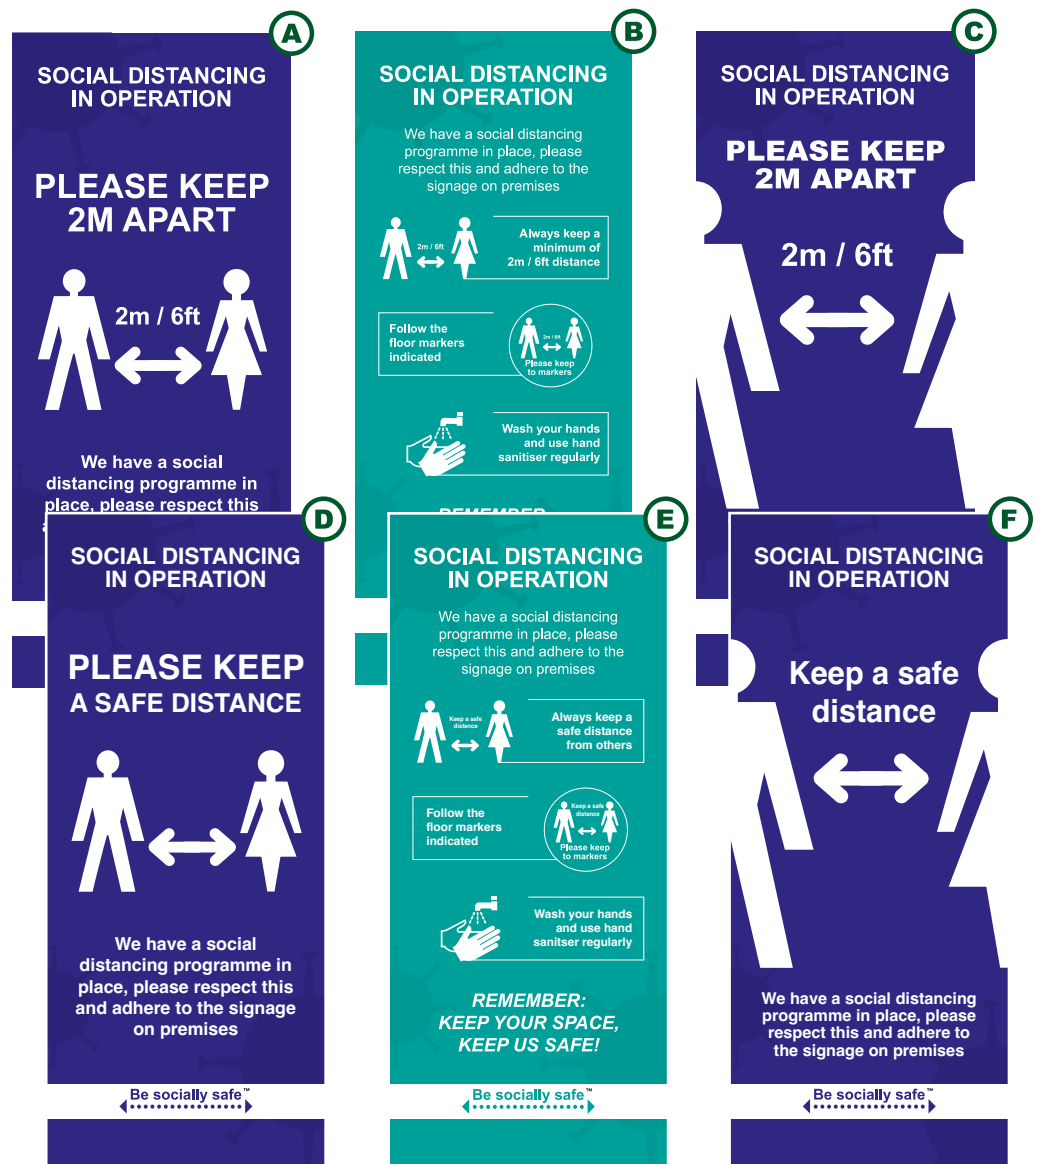 A
SOCIAL DISTANCING
IN OPERATION
PLEASE KEEP
2M APART
2m / 6ft
We have a social
distancing programme in
place, please respect this
B
SOCIAL DISTANCING
IN OPERATION
We have a social distancing
programme in place, please
respect this and adhere to the
signage on premises
2m / 6ft
Always keep a
minimum of
2m / 6ft distance
Follow the
floor markers
indicated
2m / 6ft
Please keep
to markers
Wash your hands
and use hand
sanitiser regularly
REMEMBER
C
SOCIAL DISTANCING
IN OPERATION
PLEASE KEEP
2M APART
2m / 6ft
D
SOCIAL DISTANCING
IN OPERATION
PLEASE KEEP
A SAFE DISTANCE
We have a social
distancing programme in
place, please respect this
and adhere to the signage
on premises
Be socially safe™
E
SOCIAL DISTANCING
IN OPERATION
We have a social distancing
programme in place, please
respect this and adhere to the
signage on premises
Keep a safe
distance
Always keep a
safe distance
from others
Follow the
floor markers
indicated
Keep a safe
distance
Please keep
to markers
Wash your hands
and use hand
sanitser regularly
REMEMBER:
KEEP YOUR SPACE,
KEEP US SAFE!
Be socially safe™
F
SOCIAL DISTANCING
IN OPERATION
Keep a safe
distance
We have a social distancing
programme in place, please
respect this and adhere to
the signage on premises
Be socially safe™